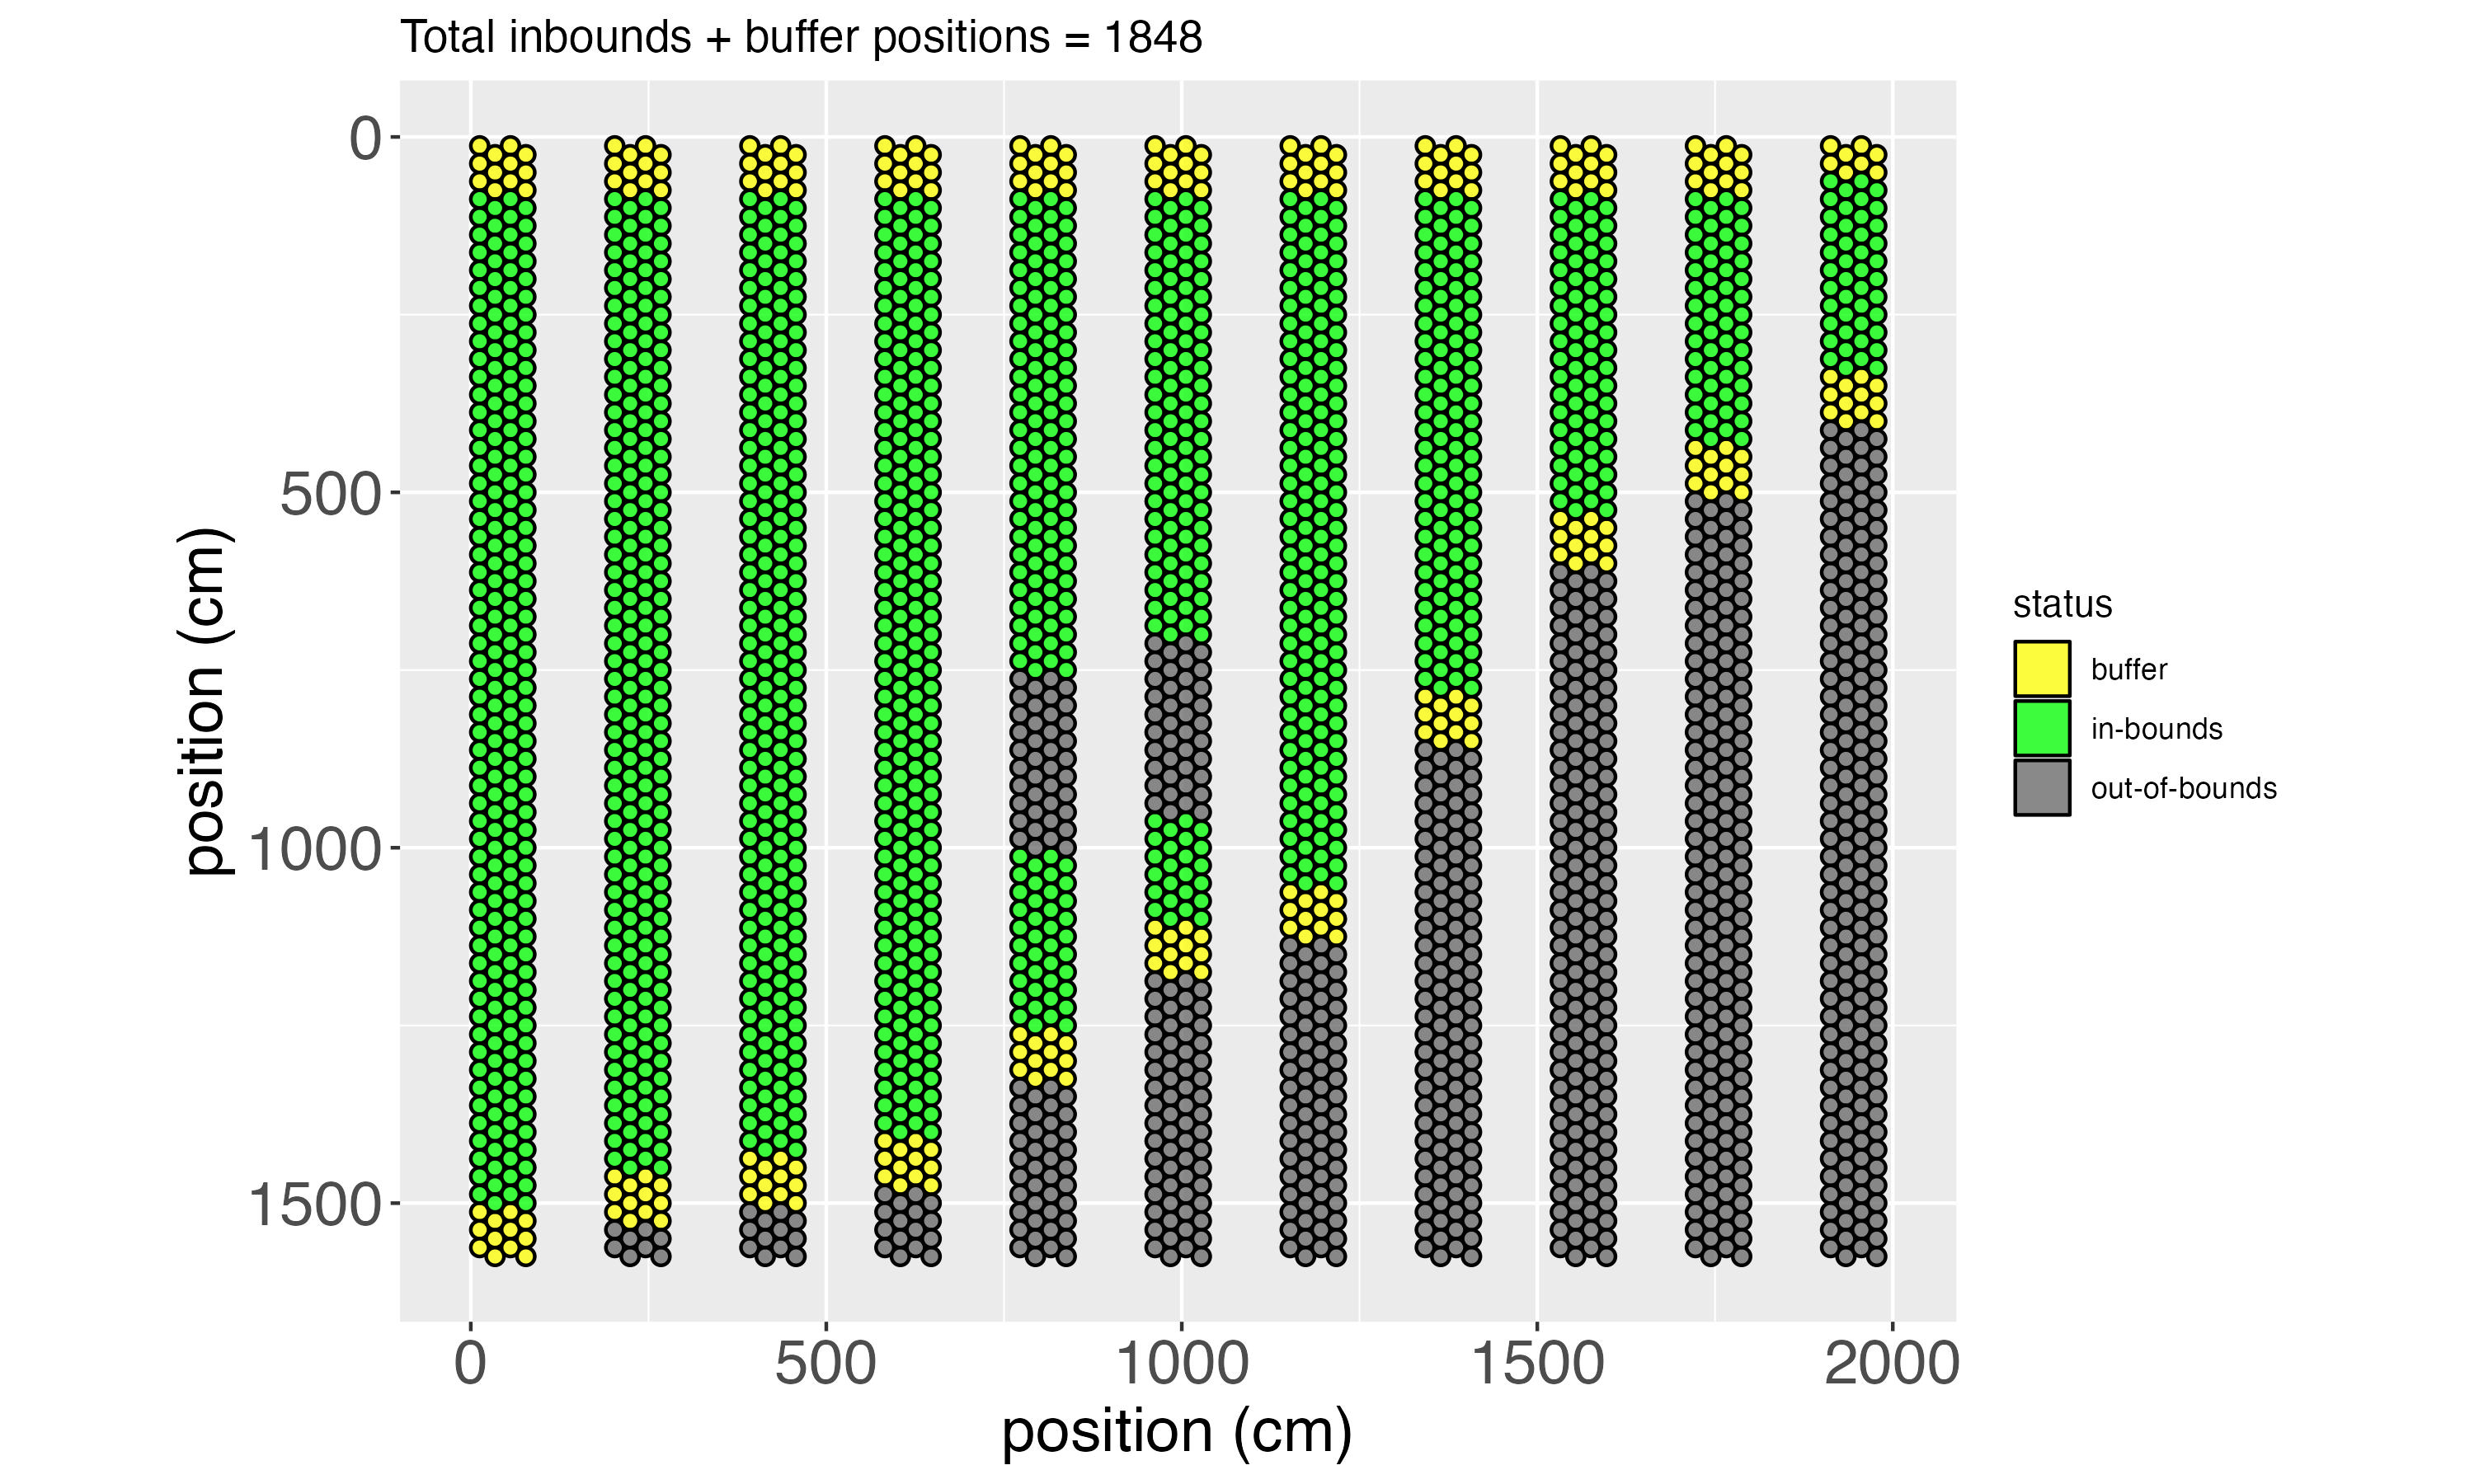 Total inbounds + buffer positions = 1848
0
500
1000
1500
position (cm)
0 500 1000 1500 2000
position (cm)
status
buffer
in-bounds
out-of-bounds